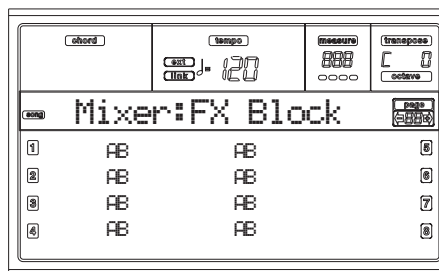 chord tempo measure transpose
ext link ♩= 120 888 C 0
octave
song Mixer:FX Block page
1 AB AB 5
2 AB AB 6
3 AB AB 7
4 AB AB 8